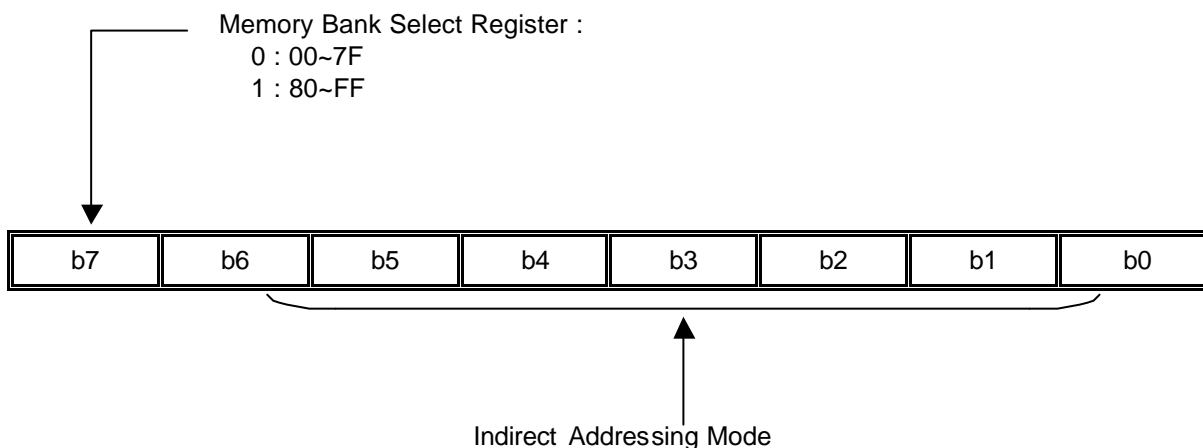 Memory Bank Select Register :
0 : 00~7F
1 : 80~FF
b7 b6 b5 b4 b3 b2 b1 b0
Indirect Addressing Mode